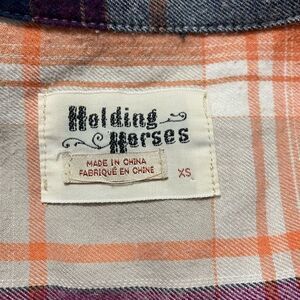 Holding
Horses
MADE IN CHINA
FABRIQUÉ EN CHINE
XS